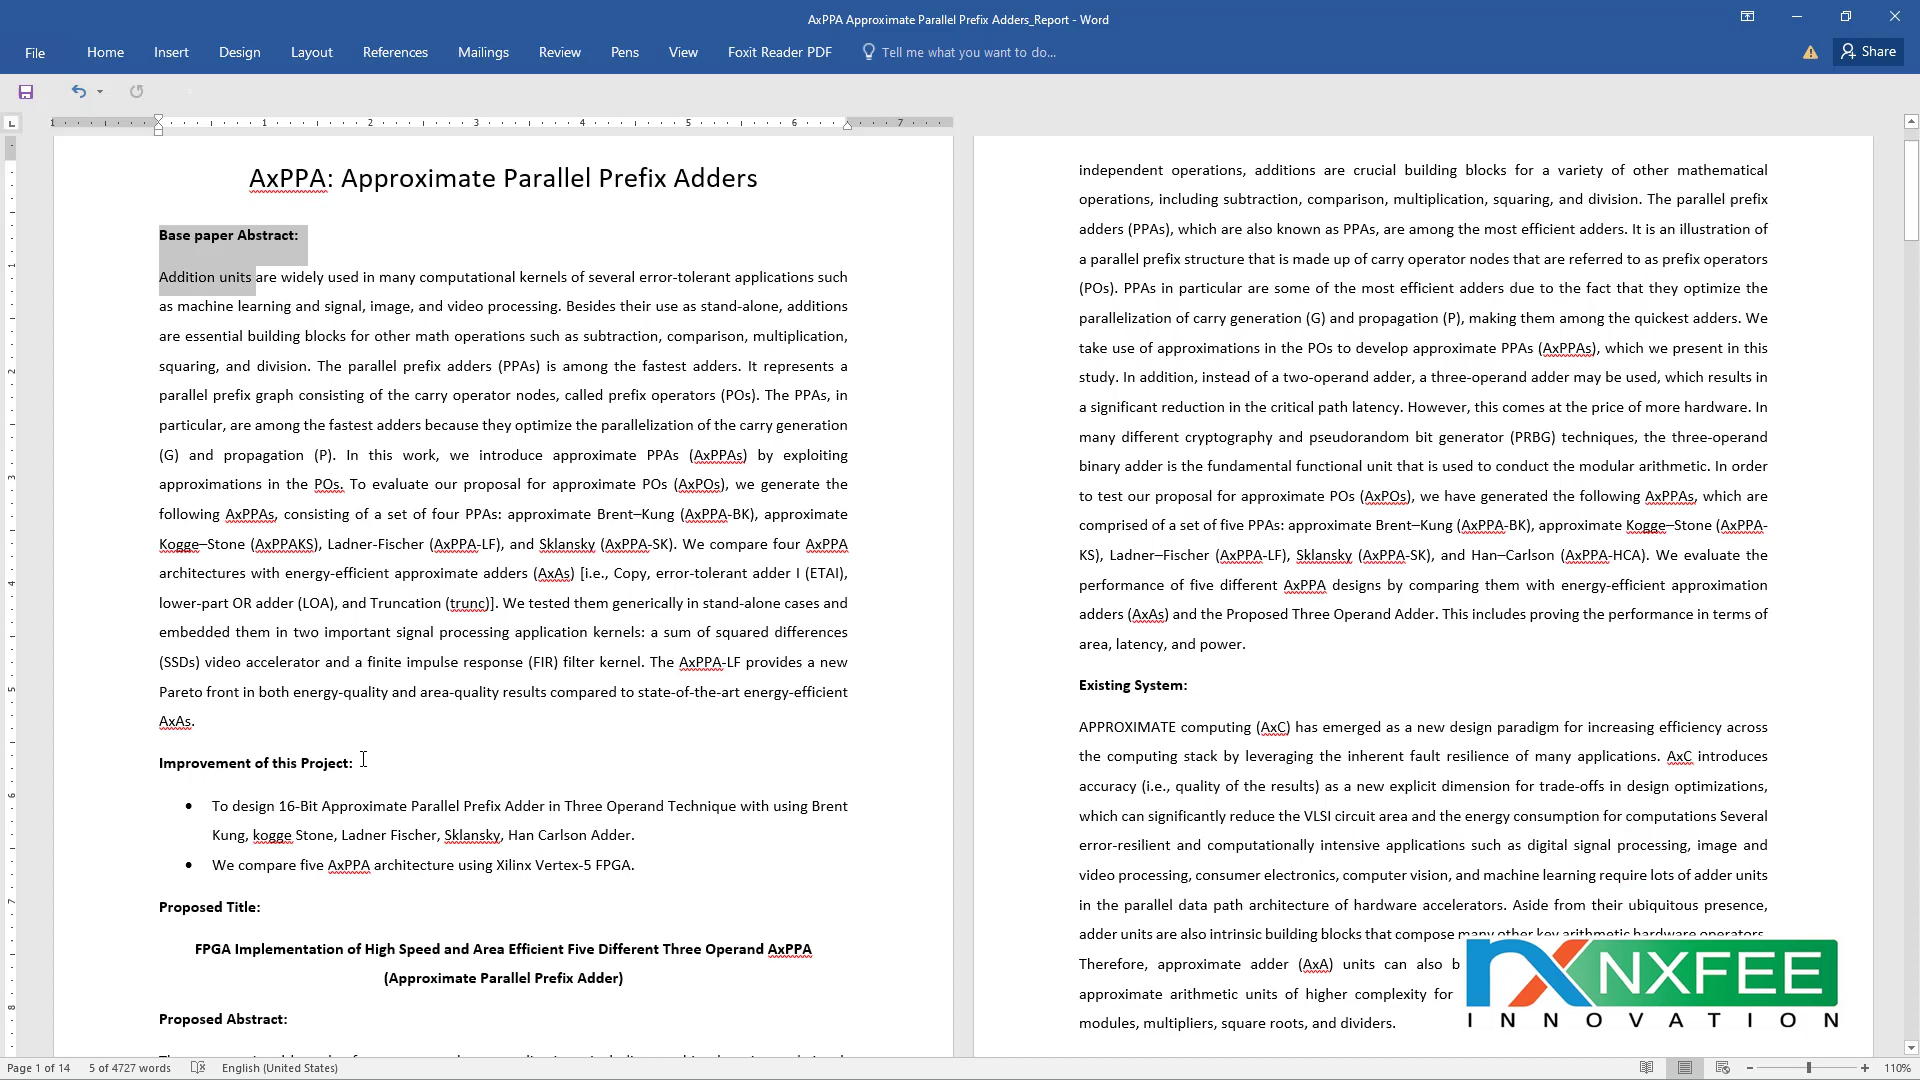 AxPPA Approximate Parallel Prefix Adders_Report - Word
File Home Insert Design Layout References Mailings Review Pens View Foxit Reader PDF Tell me what you want to do... Share
1 1 2 3 4 5 6 7
AxPPA: Approximate Parallel Prefix Adders
Base paper Abstract:
Addition units are widely used in many computational kernels of several error-tolerant applications such
as machine learning and signal, image, and video processing. Besides their use as stand-alone, additions
are essential building blocks for other math operations such as subtraction, comparison, multiplication,
squaring, and division. The parallel prefix adders (PPAs) is among the fastest adders. It represents a
parallel prefix graph consisting of the carry operator nodes, called prefix operators (POs). The PPAs, in
particular, are among the fastest adders because they optimize the parallelization of the carry generation
(G) and propagation (P). In this work, we introduce approximate PPAs (AxPPAs) by exploiting
approximations in the POs. To evaluate our proposal for approximate POs (AxPOs), we generate the
following AxPPAs, consisting of a set of four PPAs: approximate Brent–Kung (AxPPA-BK), approximate
Kogge–Stone (AxPPAKS), Ladner-Fischer (AxPPA-LF), and Sklansky (AxPPA-SK). We compare four AxPPA
architectures with energy-efficient approximate adders (AxAs) [i.e., Copy, error-tolerant adder I (ETAI),
lower-part OR adder (LOA), and Truncation (trunc)]. We tested them generically in stand-alone cases and
embedded them in two important signal processing application kernels: a sum of squared differences
(SSDs) video accelerator and a finite impulse response (FIR) filter kernel. The AxPPA-LF provides a new
Pareto front in both energy-quality and area-quality results compared to state-of-the-art energy-efficient
AxAs.
Improvement of this Project:
• To design 16-Bit Approximate Parallel Prefix Adder in Three Operand Technique with using Brent
Kung, kogge Stone, Ladner Fischer, Sklansky, Han Carlson Adder.
• We compare five AxPPA architecture using Xilinx Vertex-5 FPGA.
Proposed Title:
FPGA Implementation of High Speed and Area Efficient Five Different Three Operand AxPPA
(Approximate Parallel Prefix Adder)
Proposed Abstract:
independent operations, additions are crucial building blocks for a variety of other mathematical
operations, including subtraction, comparison, multiplication, squaring, and division. The parallel prefix
adders (PPAs), which are also known as PPAs, are among the most efficient adders. It is an illustration of
a parallel prefix structure that is made up of carry operator nodes that are referred to as prefix operators
(POs). PPAs in particular are some of the most efficient adders due to the fact that they optimize the
parallelization of carry generation (G) and propagation (P), making them among the quickest adders. We
take use of approximations in the POs to develop approximate PPAs (AxPPAs), which we present in this
study. In addition, instead of a two-operand adder, a three-operand adder may be used, which results in
a significant reduction in the critical path latency. However, this comes at the price of more hardware. In
many different cryptography and pseudorandom bit generator (PRBG) techniques, the three-operand
binary adder is the fundamental functional unit that is used to conduct the modular arithmetic. In order
to test our proposal for approximate POs (AxPOs), we have generated the following AxPPAs, which are
comprised of a set of five PPAs: approximate Brent–Kung (AxPPA-BK), approximate Kogge–Stone (AxPPA-
KS), Ladner–Fischer (AxPPA-LF), Sklansky (AxPPA-SK), and Han–Carlson (AxPPA-HCA). We evaluate the
performance of five different AxPPA designs by comparing them with energy-efficient approximation
adders (AxAs) and the Proposed Three Operand Adder. This includes proving the performance in terms of
area, latency, and power.
Existing System:
APPROXIMATE computing (AxC) has emerged as a new design paradigm for increasing efficiency across
the computing stack by leveraging the inherent fault resilience of many applications. AxC introduces
accuracy (i.e., quality of the results) as a new explicit dimension for trade-offs in design optimizations,
which can significantly reduce the VLSI circuit area and the energy consumption for computations Several
error-resilient and computationally intensive applications such as digital signal processing, image and
video processing, consumer electronics, computer vision, and machine learning require lots of adder units
in the parallel data path architecture of hardware accelerators. Aside from their ubiquitous presence,
adder units are also intrinsic building blocks that compose many other key arithmetic hardware operators.
Therefore, approximate adder (AxA) units can also b
approximate arithmetic units of higher complexity for
modules, multipliers, square roots, and dividers.
NXFEE
INNOVATION
Page 1 of 14 5 of 4727 words English (United States) 110%